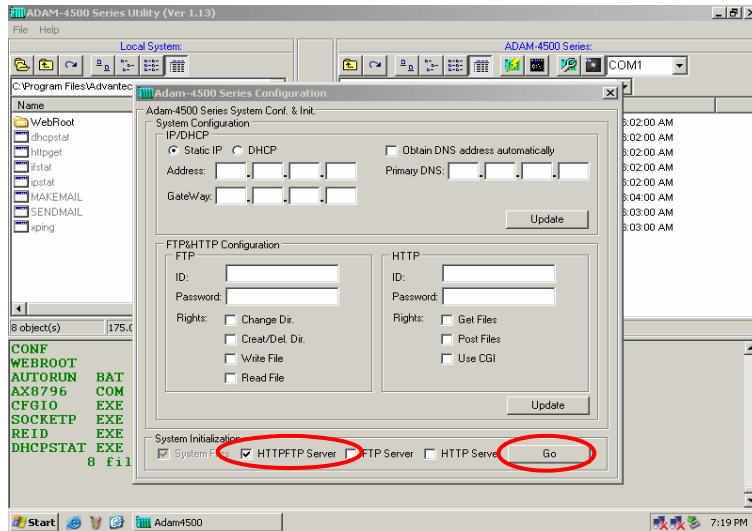 ADAM-4500 Series Utility (Ver 1.13)
File Help
Local System:
ADAM-4500 Series:
COM1
C:\Program Files\Advantec
Name
WebRoot
dhcpstat
httpget
ifstat
ipstat
MAKEMAIL
SENDMAIL
xping
6:02:00 AM
6:02:00 AM
6:02:00 AM
6:02:00 AM
6:04:00 AM
6:03:00 AM
6:03:00 AM
8 object(s)
Adam-4500 Series Configuration
Adam-4500 Series System Conf. & Init.
System Configuration
IP/DHCP
Static IP DHCP
Obtain DNS address automatically
Address:
Primary DNS:
GateWay:
Update
FTP&HTTP Configuration
FTP
HTTP
ID:
ID:
Password:
Password:
Rights:
Change Dir.
Rights:
Get Files
Creat/Del. Dir.
Post Files
Write File
Use CGI
Read File
Update
System Initialization
System Files HTTPFTP Server FTP Server HTTP Serve
Go
CONF
WEBROOT
AUTORUN BAT
AX8796 COM
CFGIO EXE
SOCKETP EXE
REID EXE
DHCPSTAT EXE
8 fil
Start
Adam4500
7:19 PM